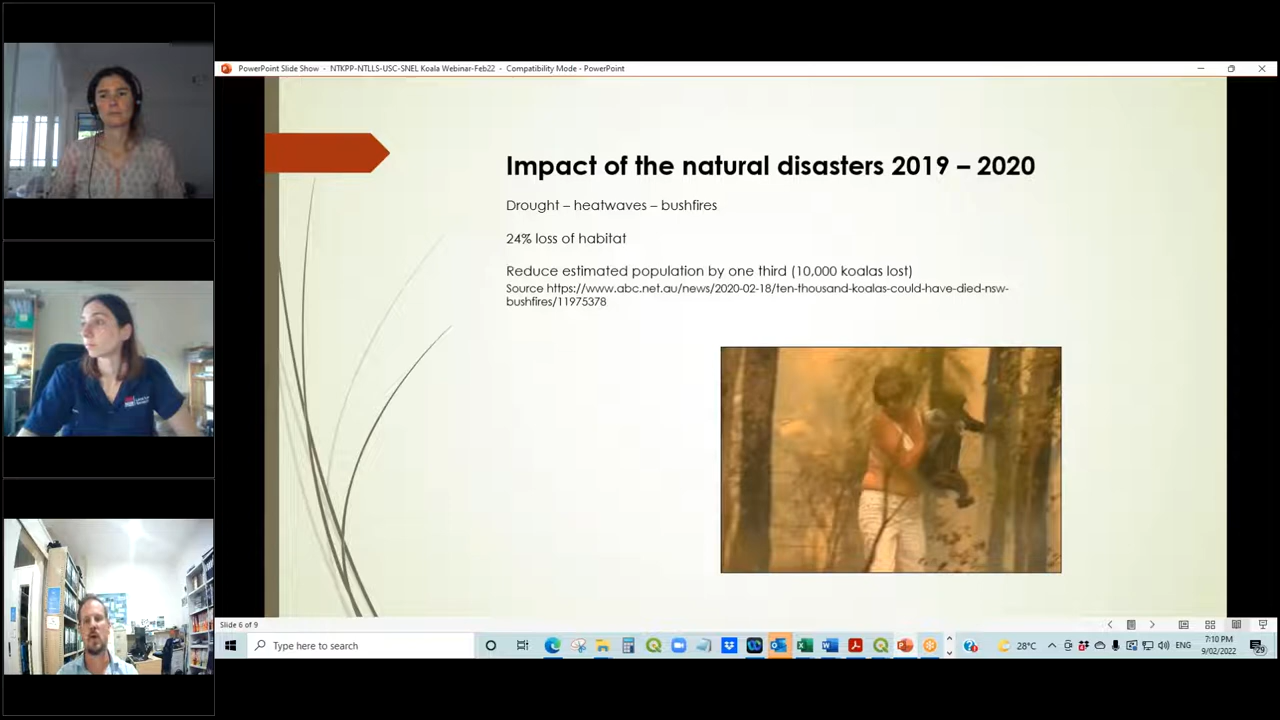 PowerPoint Slide Show - NTKPP-NTLLS-USC-SNEL Koala Webinar-Feb22 - Compatibility Mode - PowerPoint
Impact of the natural disasters 2019 – 2020
Drought – heatwaves – bushfires
24% loss of habitat
Reduce estimated population by one third (10,000 koalas lost)
Source https://www.abc.net.au/news/2020-02-18/ten-thousand-koalas-could-have-died-nsw-
bushfires/11975378
Slide 6 of 9
Type here to search
28°C
ENG
7:10 PM
9/02/2022